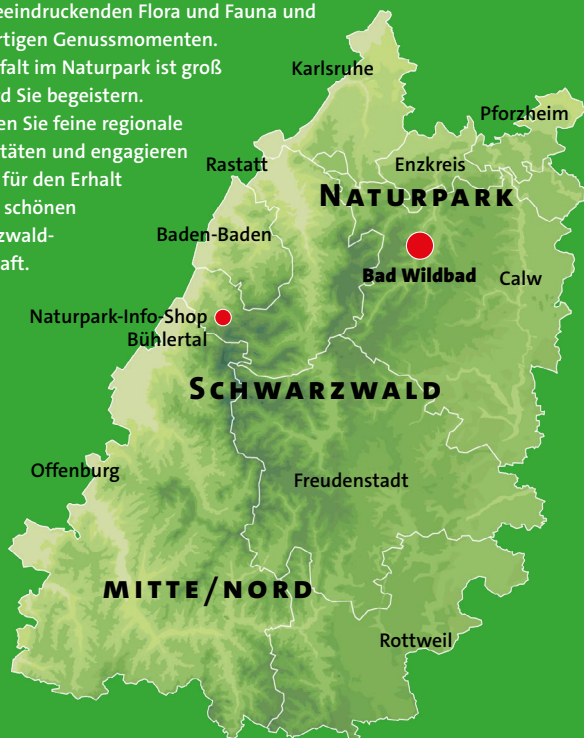 eeindruckenden Flora und Fauna und
rtigen Genussmomenten.
falt im Naturpark ist groß
d Sie begeistern.
en Sie feine regionale
täten und engagieren
für den Erhalt
schönen
zwald-
aft.
Karlsruhe
Pforzheim
Rastatt
Enzkreis
NATURPARK
Baden-Baden
Bad Wildbad
Calw
Naturpark-Info-Shop
Bühlertal
SCHWARZWALD
Offenburg
Freudenstadt
MITTE/NORD
Rottweil